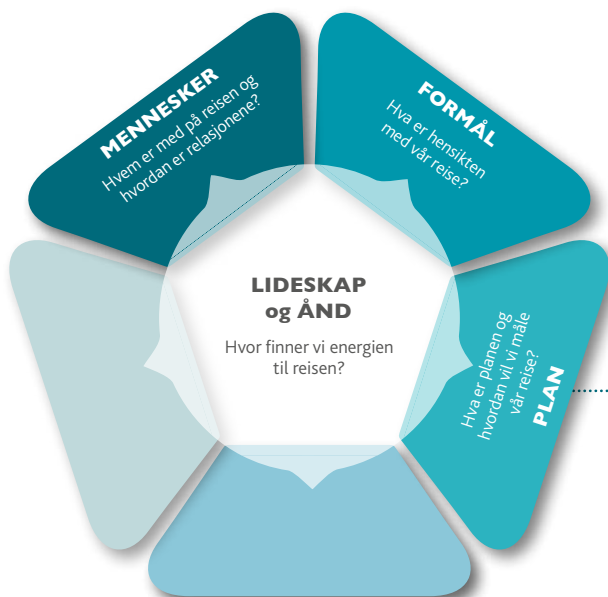 MENNESKER
Hvem er med på reisen og
hvordan er relasjonene?
FORMÅL
Hva er hensikten
med vår reise?
LIDESKAP
og ÅND
Hvor finner vi energien
til reisen?
Hva er planen og
hvordan vil vi måle
vår reise?
PLAN